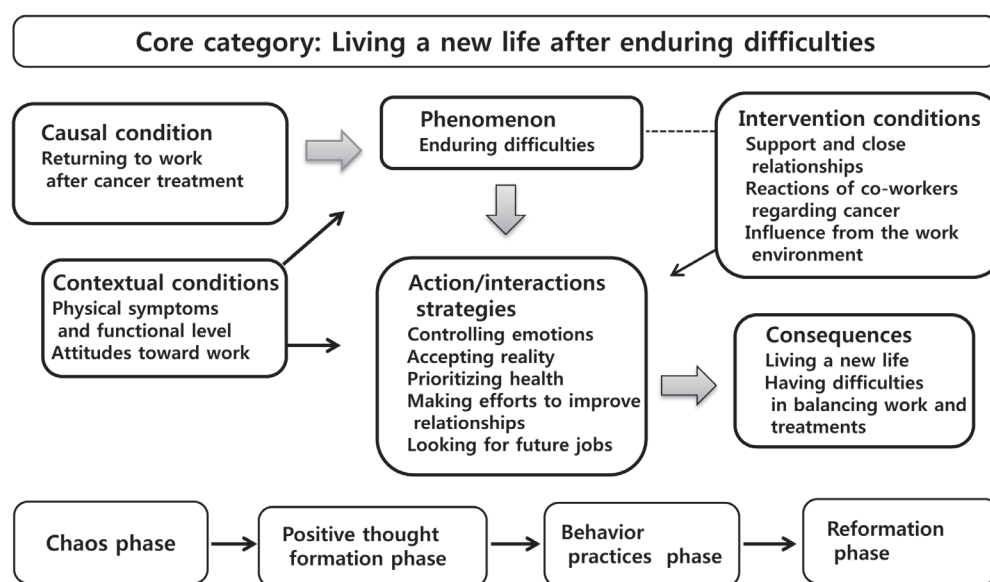 Core category: Living a new life after enduring difficulties
Causal condition
Returning to work
after cancer treatment
Phenomenon
Enduring difficulties
Intervention conditions
Support and close
relationships
Reactions of co-workers
regarding cancer
Influence from the work
environment
Contextual conditions
Physical symptoms
and functional level
Attitudes toward work
Action/interactions
strategies
Controlling emotions
Accepting reality
Prioritizing health
Making efforts to improve
relationships
Looking for future jobs
Consequences
Living a new life
Having difficulties
in balancing work and
treatments
Chaos phase
Positive thought
formation phase
Behavior
practices phase
Reformation
phase